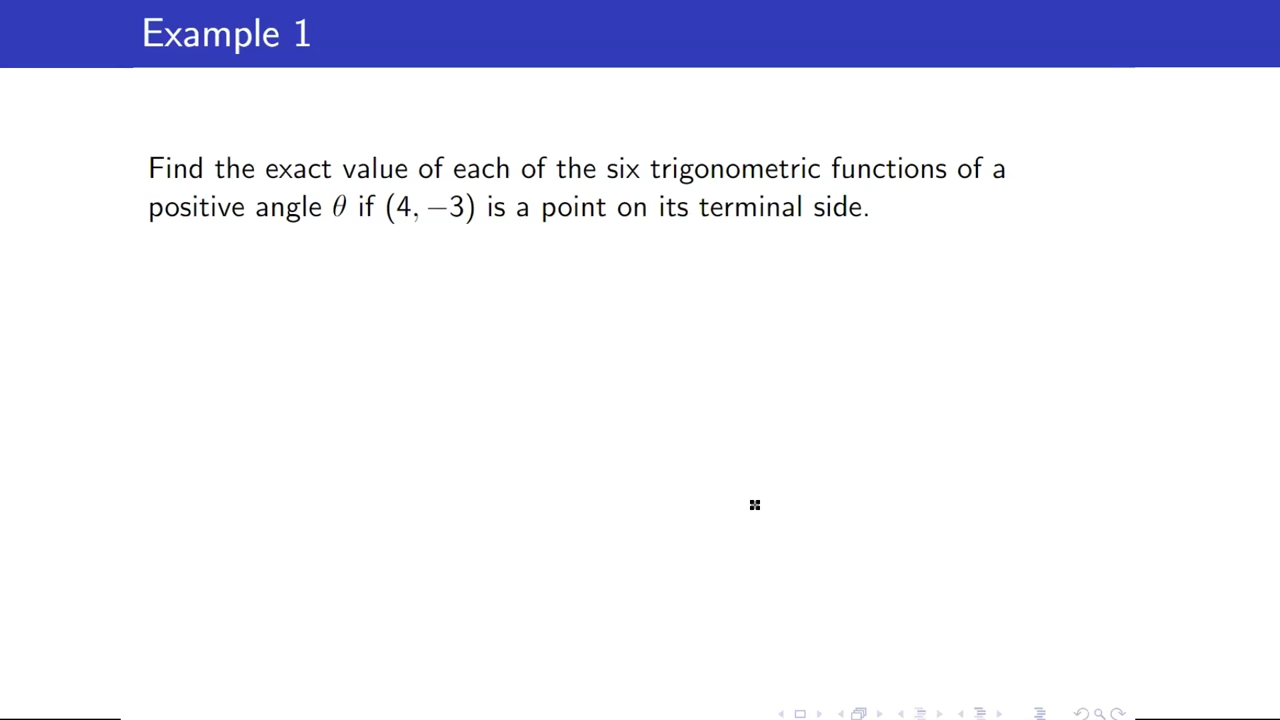 Example 1
Find the exact value of each of the six trigonometric functions of a
positive angle θ if (4, −3) is a point on its terminal side.